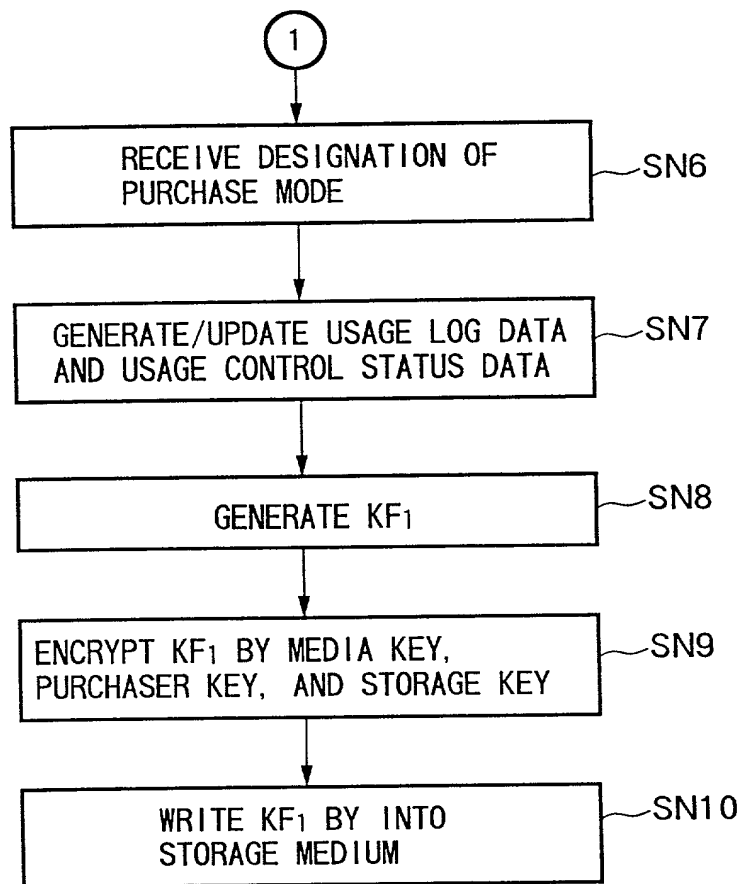 1
RECEIVE DESIGNATION OF
PURCHASE MODE
SN6
GENERATE/UPDATE USAGE LOG DATA
AND USAGE CONTROL STATUS DATA
SN7
GENERATE KF1
SN8
ENCRYPT KF1 BY MEDIA KEY,
PURCHASER KEY, AND STORAGE KEY
SN9
WRITE KF1 BY INTO
STORAGE MEDIUM
SN10